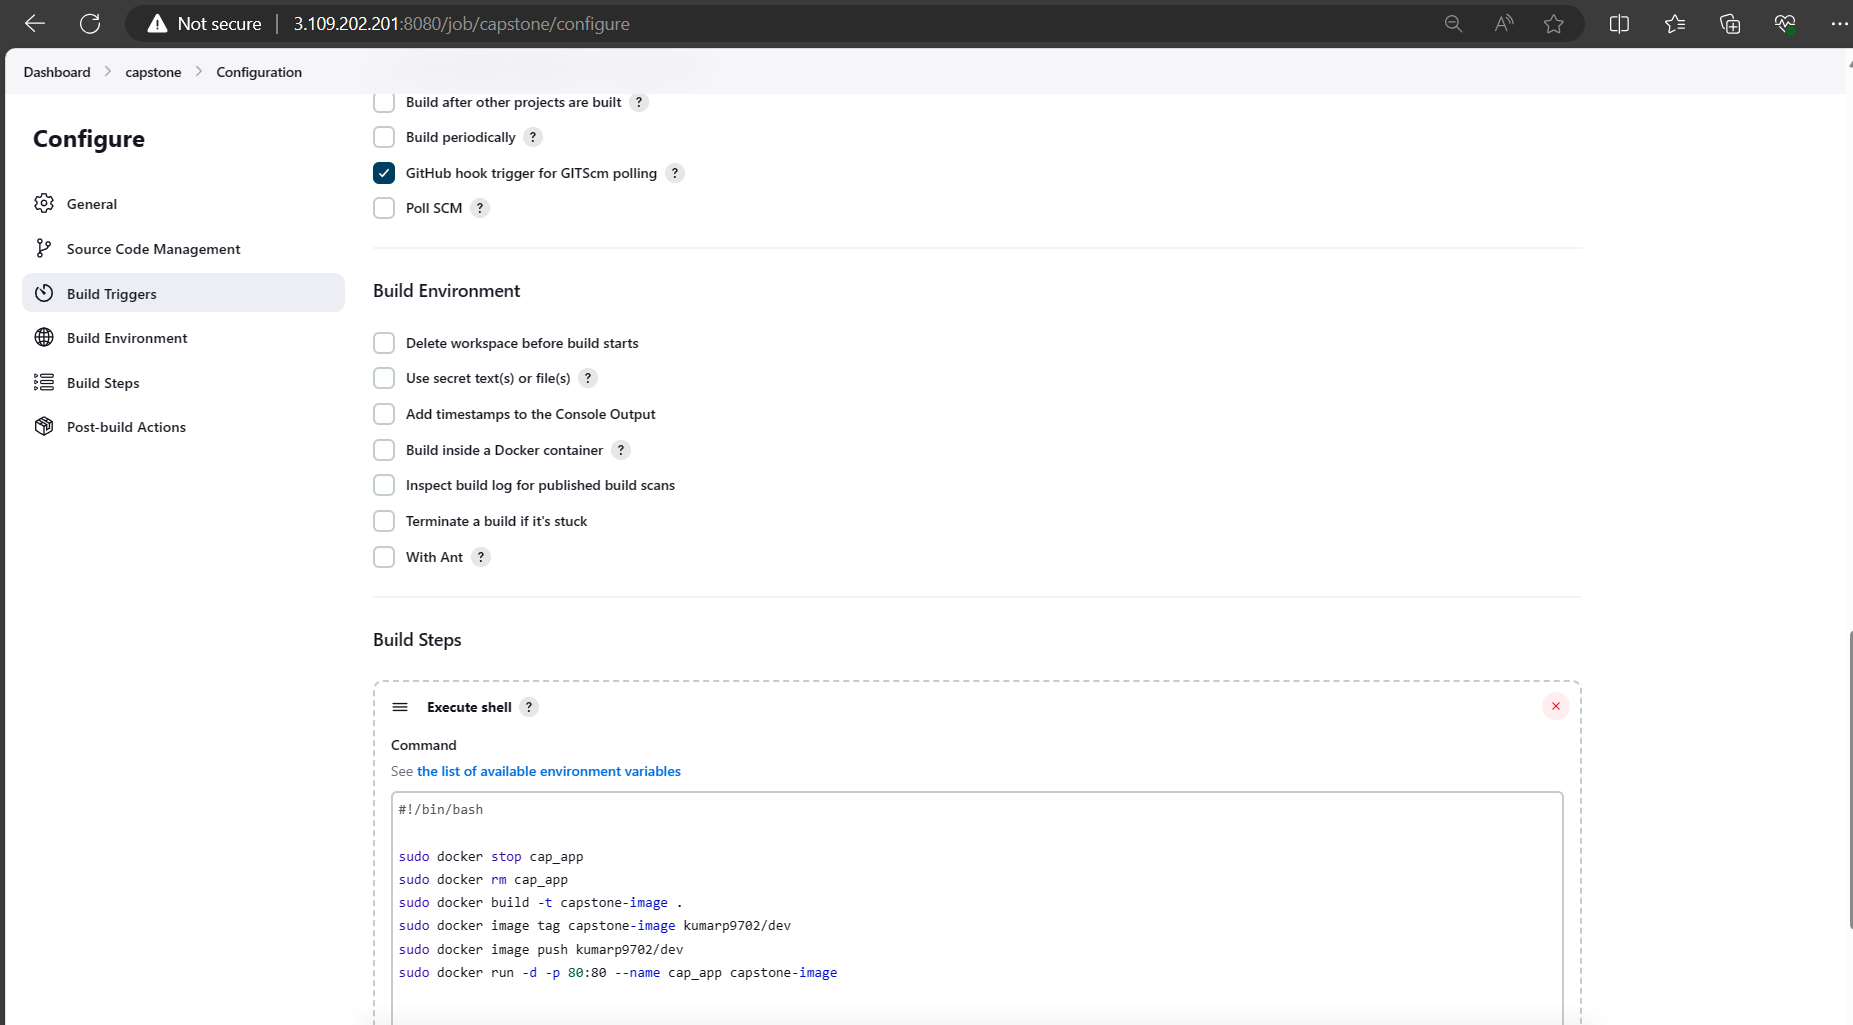 Not secure
3.109.202.201:8080/job/capstone/configure
Dashboard > capstone > Configuration
Configure
General
Source Code Management
Build Triggers
Build Environment
Build Steps
Post-build Actions
Build after other projects are built ?
Build periodically ?
GitHub hook trigger for GITScm polling ?
Poll SCM ?
Build Environment
Delete workspace before build starts
Use secret text(s) or file(s) ?
Add timestamps to the Console Output
Build inside a Docker container ?
Inspect build log for published build scans
Terminate a build if it's stuck
With Ant ?
Build Steps
Execute shell ?
Command
See the list of available environment variables
#!/bin/bash
sudo docker stop cap_app
sudo docker rm cap_app
sudo docker build -t capstone-image .
sudo docker image tag capstone-image kumarp9702/dev
sudo docker image push kumarp9702/dev
sudo docker run -d -p 80:80 --name cap_app capstone-image